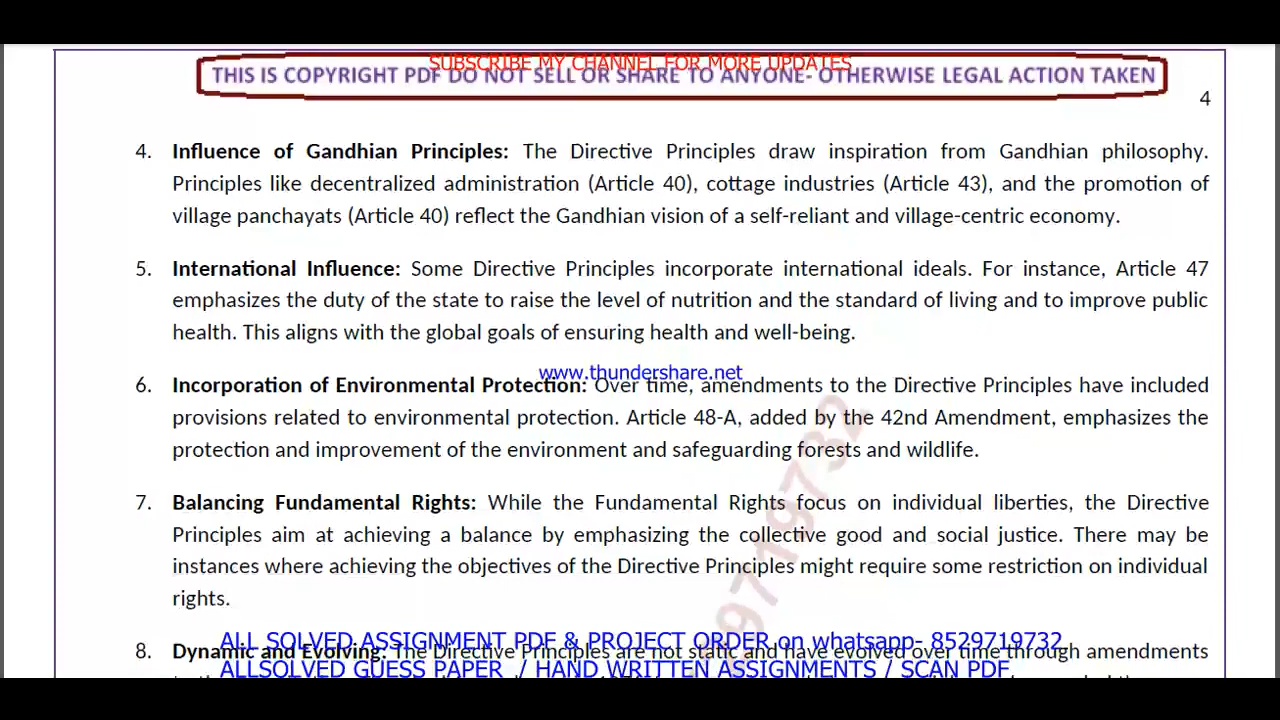 SUBSCRIBE MY CHANNEL FOR MORE UPDATES
THIS IS COPYRIGHT PDF DO NOT SELL OR SHARE TO ANYONE- OTHERWISE LEGAL ACTION TAKEN
4
4. Influence of Gandhian Principles: The Directive Principles draw inspiration from Gandhian philosophy.
Principles like decentralized administration (Article 40), cottage industries (Article 43), and the promotion of
village panchayats (Article 40) reflect the Gandhian vision of a self-reliant and village-centric economy.
5. International Influence: Some Directive Principles incorporate international ideals. For instance, Article 47
emphasizes the duty of the state to raise the level of nutrition and the standard of living and to improve public
health. This aligns with the global goals of ensuring health and well-being.
www.thundershare.net
6. Incorporation of Environmental Protection: Over time, amendments to the Directive Principles have included
provisions related to environmental protection. Article 48-A, added by the 42nd Amendment, emphasizes the
protection and improvement of the environment and safeguarding forests and wildlife.
7. Balancing Fundamental Rights: While the Fundamental Rights focus on individual liberties, the Directive
Principles aim at achieving a balance by emphasizing the collective good and social justice. There may be
instances where achieving the objectives of the Directive Principles might require some restriction on individual
rights.
9719732
ALL SOLVED ASSIGNMENT PDF & PROJECT ORDER on whatsapp- 8529719732
8. Dynamic and Evolving: The Directive Principles are not static and have evolved over time through amendments
ALLSOLVED GUESS PAPER / HAND WRITTEN ASSIGNMENTS / SCAN PDF